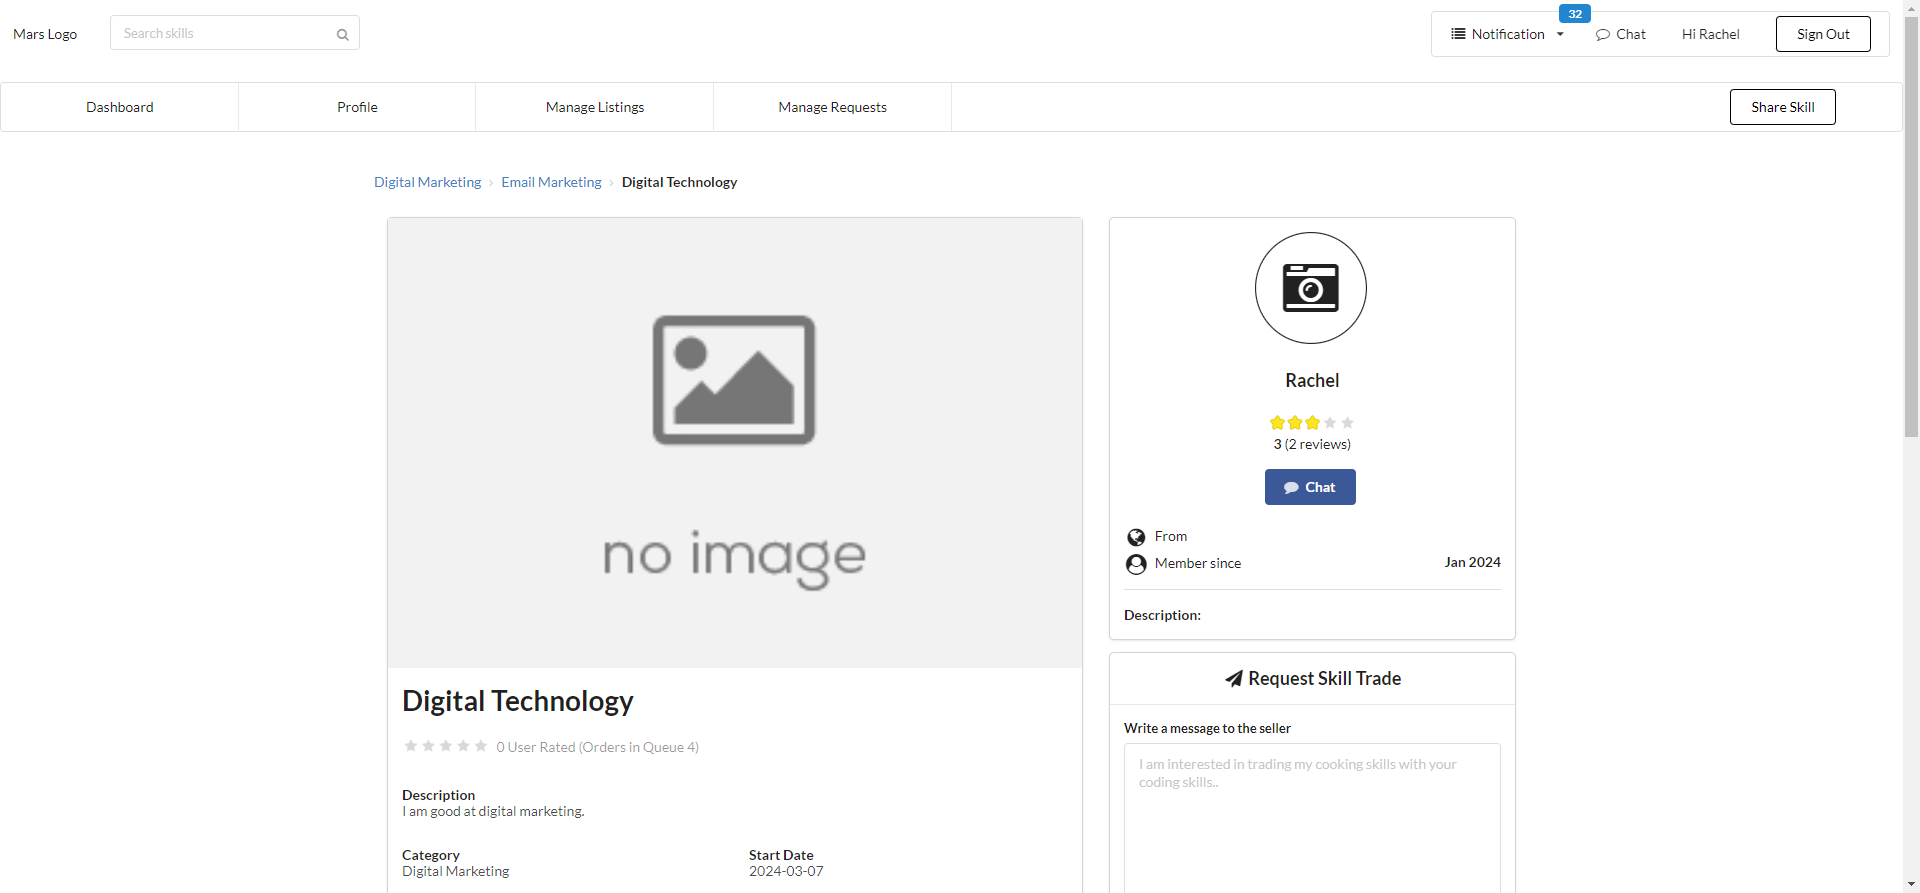 Mars Logo
Search skills
32
Notification
Chat
Hi Rachel
Sign Out
Dashboard
Profile
Manage Listings
Manage Requests
Share Skill
Digital Marketing › Email Marketing › Digital Technology
no image
Digital Technology
0 User Rated (Orders in Queue 4)
Description
I am good at digital marketing.
Category
Digital Marketing
Start Date
2024-03-07
Rachel
3 (2 reviews)
Chat
From
Member since
Jan 2024
Description:
Request Skill Trade
Write a message to the seller
I am interested in trading my cooking skills with your
coding skills..